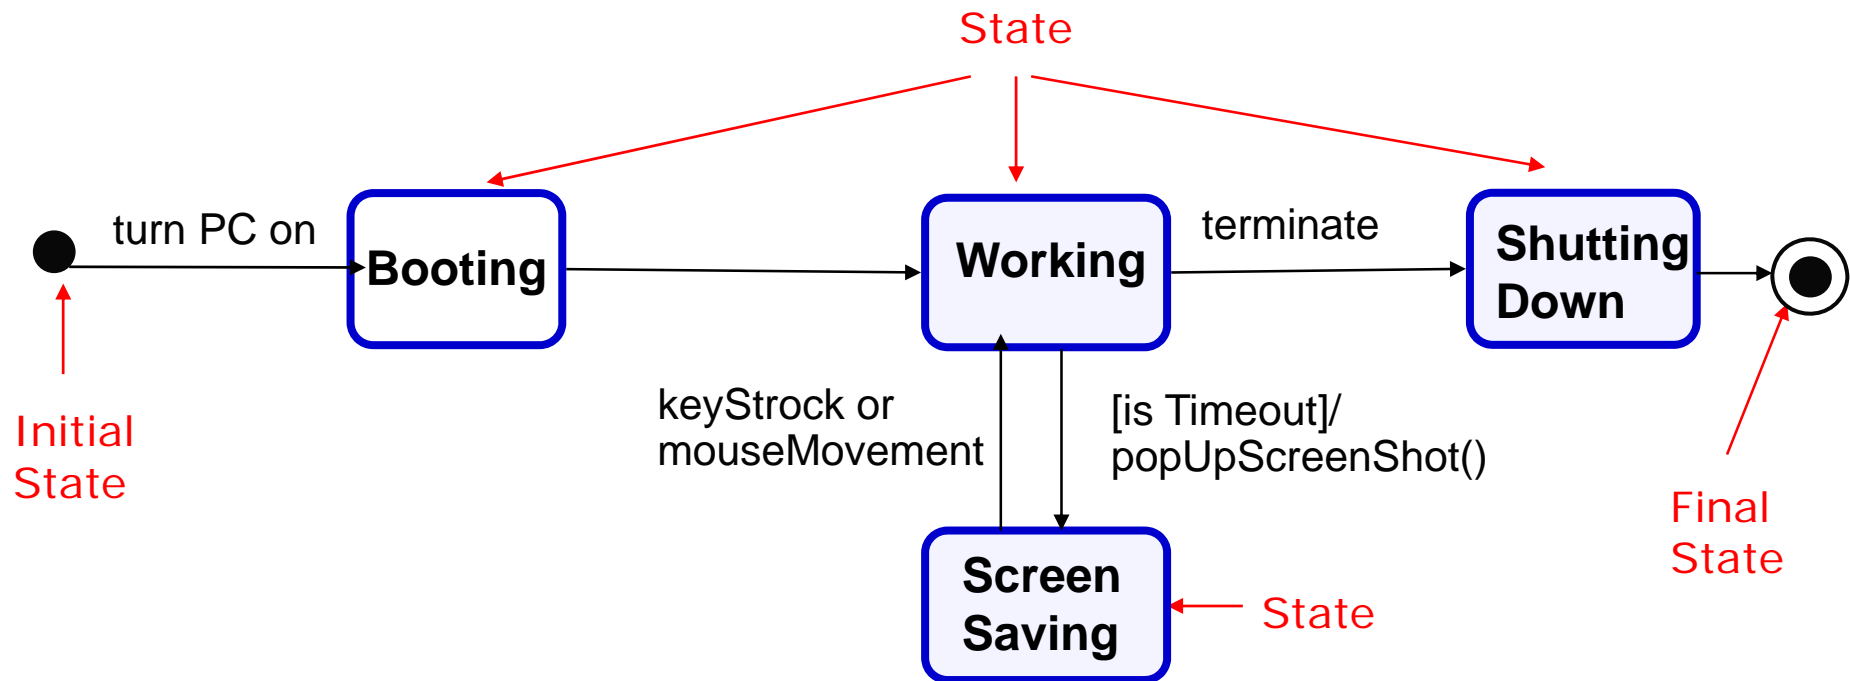 State
turn PC on
Booting
Working
terminate
Shutting
Down
keyStrock or
mouseMovement
[is Timeout]/
popUpScreenShot()
Initial
State
Final
State
Screen
Saving
State